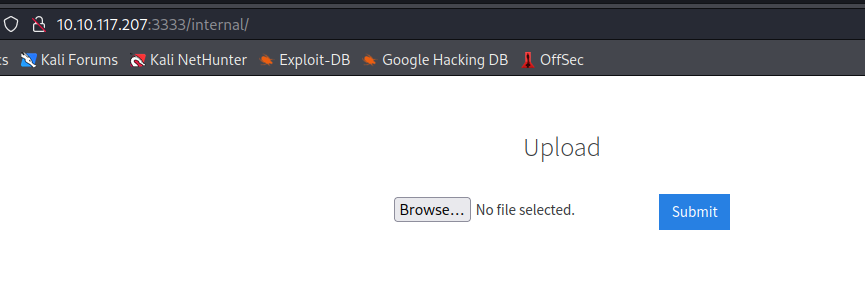 10.10.117.207:3333/internal/
cs Kali Forums Kali NetHunter Exploit-DB Google Hacking DB OffSec
Upload
Browse... No file selected. Submit